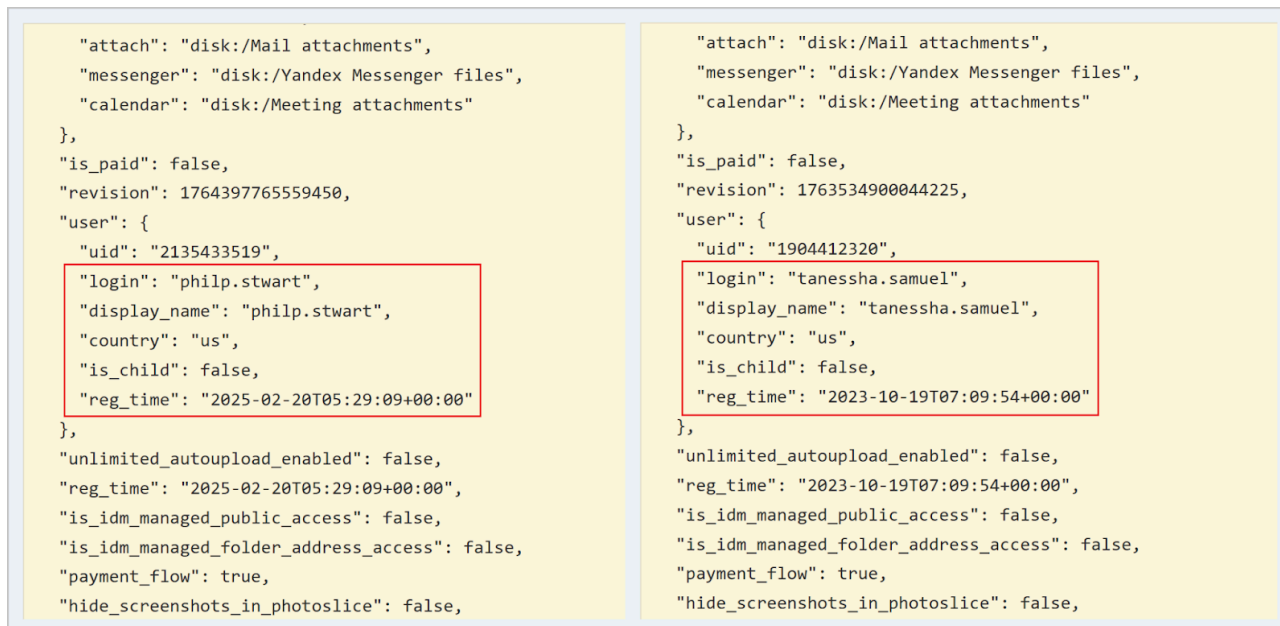 "attach": "disk:/Mail attachments",
"messenger": "disk:/Yandex Messenger files",
"calendar": "disk:/Meeting attachments"
},
"is_paid": false,
"revision": 1764397765559450,
"user": {
"uid": "2135433519",
"login": "philp.stwart",
"display_name": "philp.stwart",
"country": "us",
"is_child": false,
"reg_time": "2025-02-20T05:29:09+00:00"
},
"unlimited_autoupload_enabled": false,
"reg_time": "2025-02-20T05:29:09+00:00",
"is_idm_managed_public_access": false,
"is_idm_managed_folder_address_access": false,
"payment_flow": true,
"hide_screenshots_in_photoslice": false,
"attach": "disk:/Mail attachments",
"messenger": "disk:/Yandex Messenger files",
"calendar": "disk:/Meeting attachments"
},
"is_paid": false,
"revision": 1763534900044225,
"user": {
"uid": "1904412320",
"login": "tanessha.samuel",
"display_name": "tanessha.samuel",
"country": "us",
"is_child": false,
"reg_time": "2023-10-19T07:09:54+00:00"
},
"unlimited_autoupload_enabled": false,
"reg_time": "2023-10-19T07:09:54+00:00",
"is_idm_managed_public_access": false,
"is_idm_managed_folder_address_access": false,
"payment_flow": true,
"hide_screenshots_in_photoslice": false,